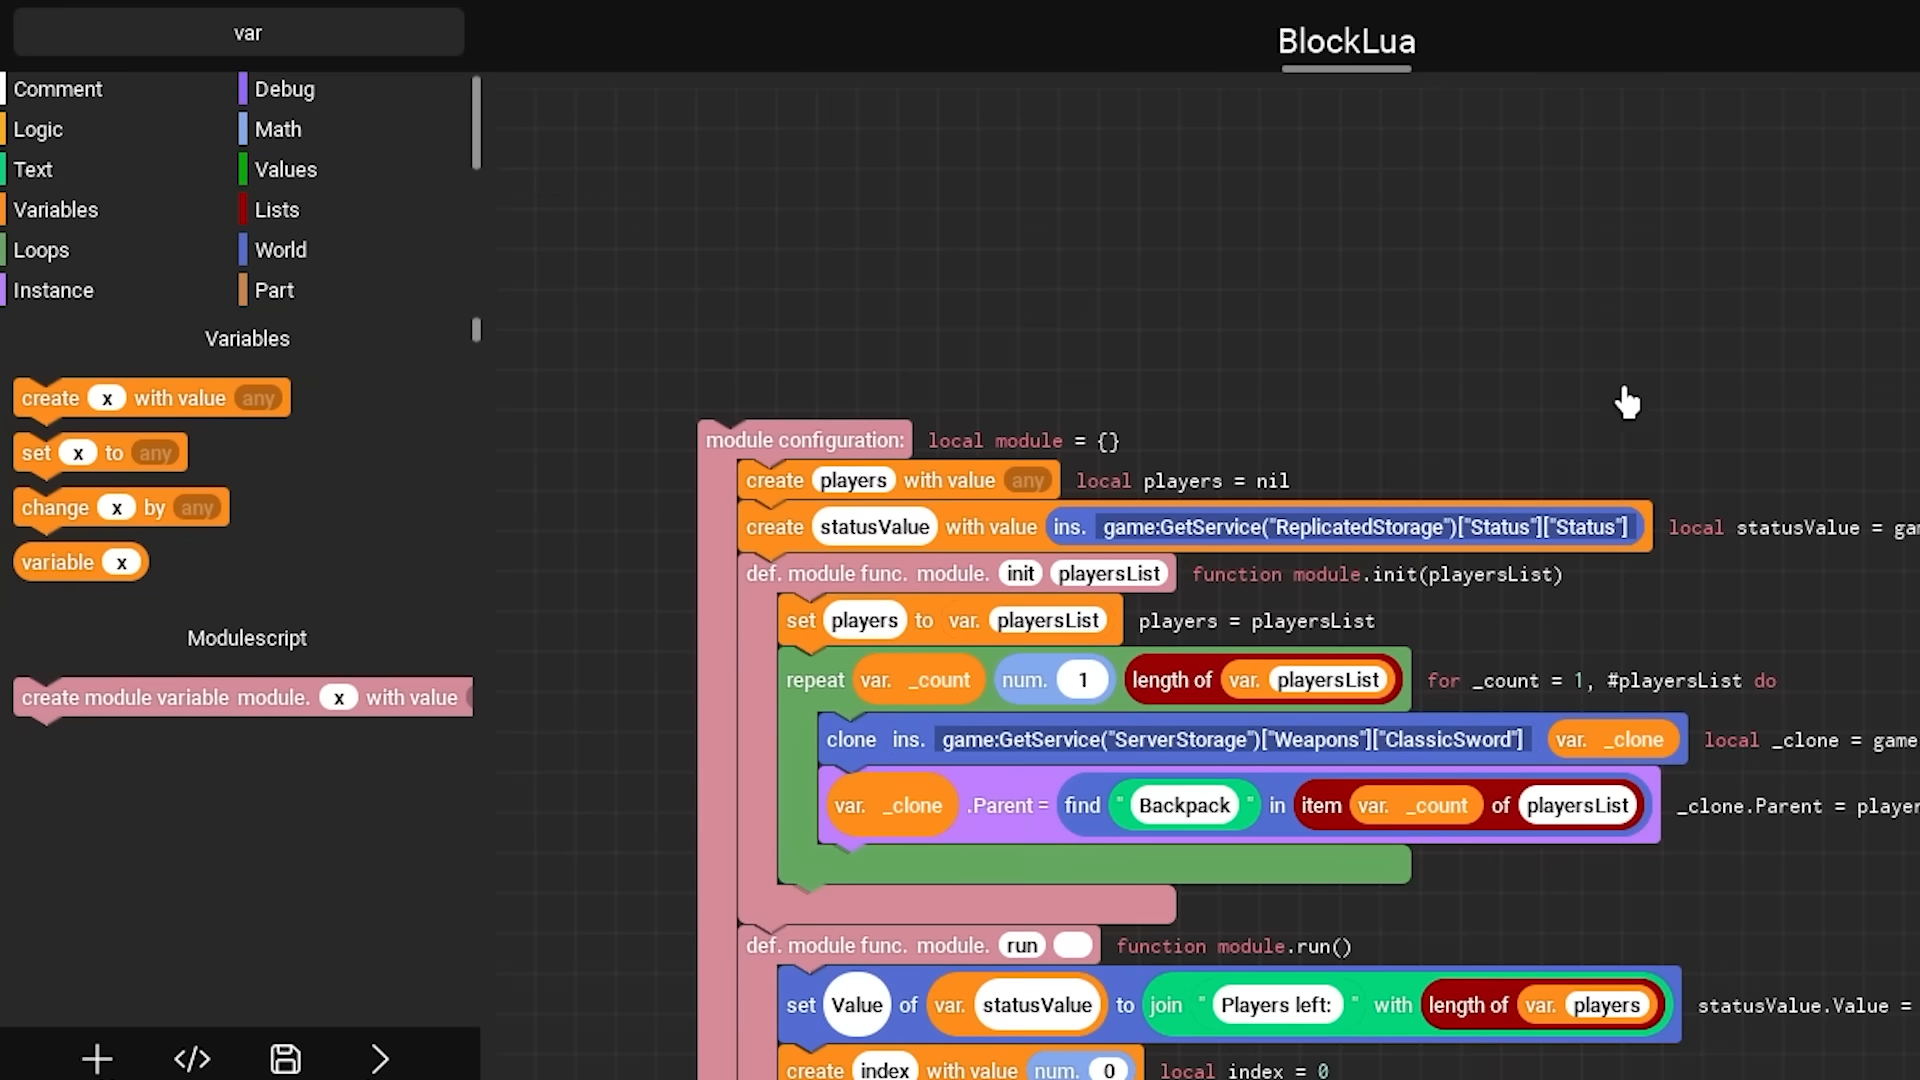 var
BlockLua
Comment
Debug
Logic
Math
Text
Values
Variables
Lists
Loops
World
Instance
Part
Variables
create x with value any
set x to any
change x by any
variable x
Modulescript
create module variable module. x with value
module configuration: local module = {}
create players with value any local players = nil
create statusValue with value ins. game:GetService("ReplicatedStorage")["Status"]["Status"] local statusValue = gam
def. module func. module. init playersList function module.init(playersList)
set players to var. playersList players = playersList
repeat var. _count num. 1 length of var. playersList for _count = 1, #playersList do
clone ins. game:GetService("ServerStorage")["Weapons"]["ClassicSword"] var. _clone local _clone = game
var. _clone .Parent = find " Backpack " in item var. _count of playersList _clone.Parent = player
def. module func. module. run function module.run()
set Value of var. statusValue to join " Players left: " with length of var. players statusValue.Value =
create index with value num. 0 local index = 0